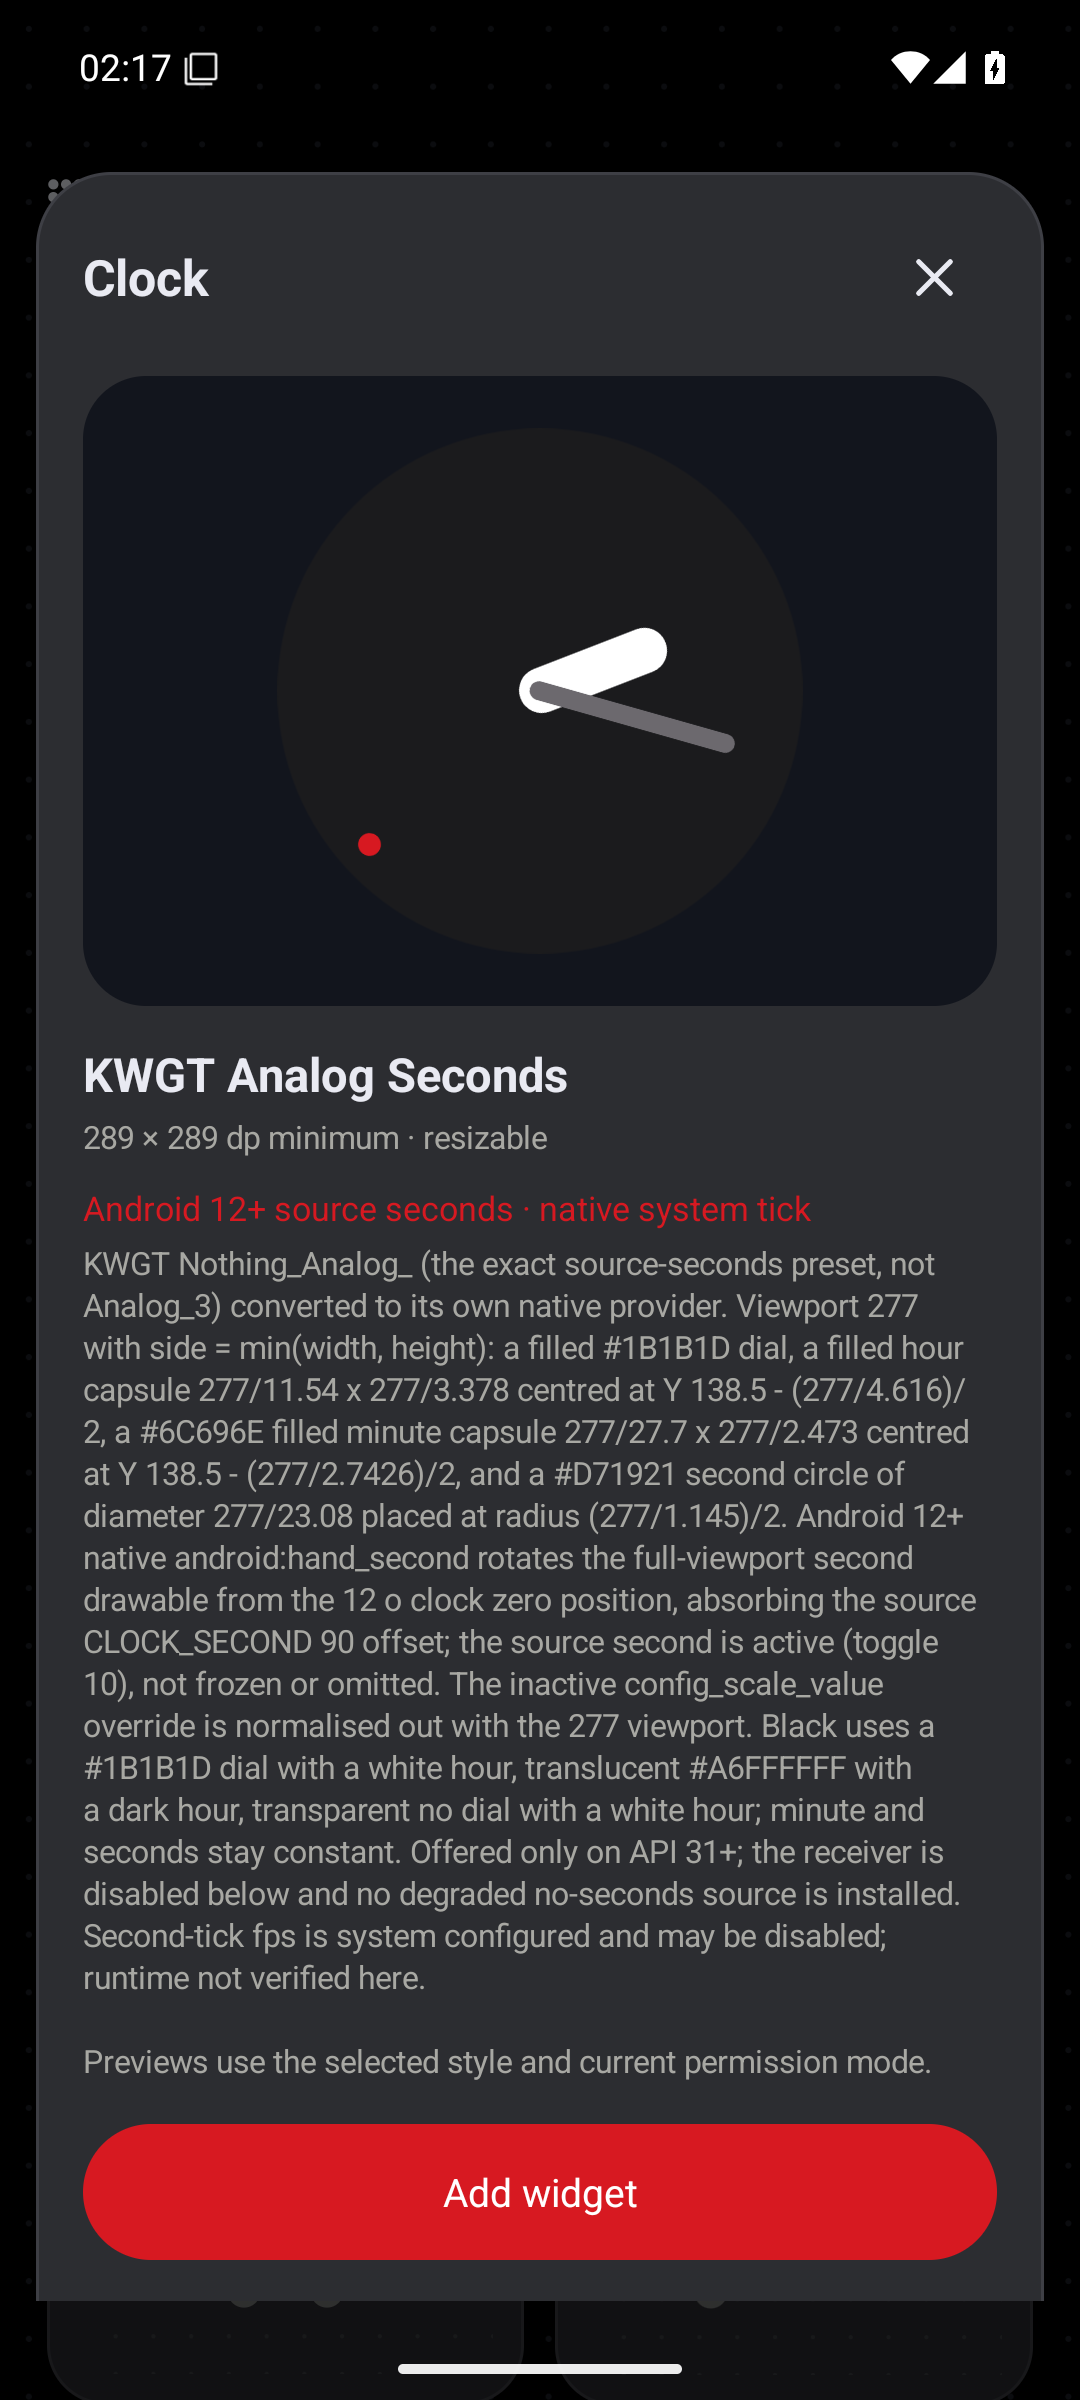 02:17
Clock
KWGT Analog Seconds
289 × 289 dp minimum · resizable
Android 12+ source seconds · native system tick
KWGT Nothing_Analog_ (the exact source-seconds preset, not
Analog_3) converted to its own native provider. Viewport 277
with side = min(width, height): a filled #1B1B1D dial, a filled hour
capsule 277/11.54 x 277/3.378 centred at Y 138.5 - (277/4.616)/
2, a #6C696E filled minute capsule 277/27.7 x 277/2.473 centred
at Y 138.5 - (277/2.7426)/2, and a #D71921 second circle of
diameter 277/23.08 placed at radius (277/1.145)/2. Android 12+
native android:hand_second rotates the full-viewport second
drawable from the 12 o clock zero position, absorbing the source
CLOCK_SECOND 90 offset; the source second is active (toggle
10), not frozen or omitted. The inactive config_scale_value
override is normalised out with the 277 viewport. Black uses a
#1B1B1D dial with a white hour, translucent #A6FFFFFF with
a dark hour, transparent no dial with a white hour; minute and
seconds stay constant. Offered only on API 31+; the receiver is
disabled below and no degraded no-seconds source is installed.
Second-tick fps is system configured and may be disabled;
runtime not verified here.
Previews use the selected style and current permission mode.
Add widget